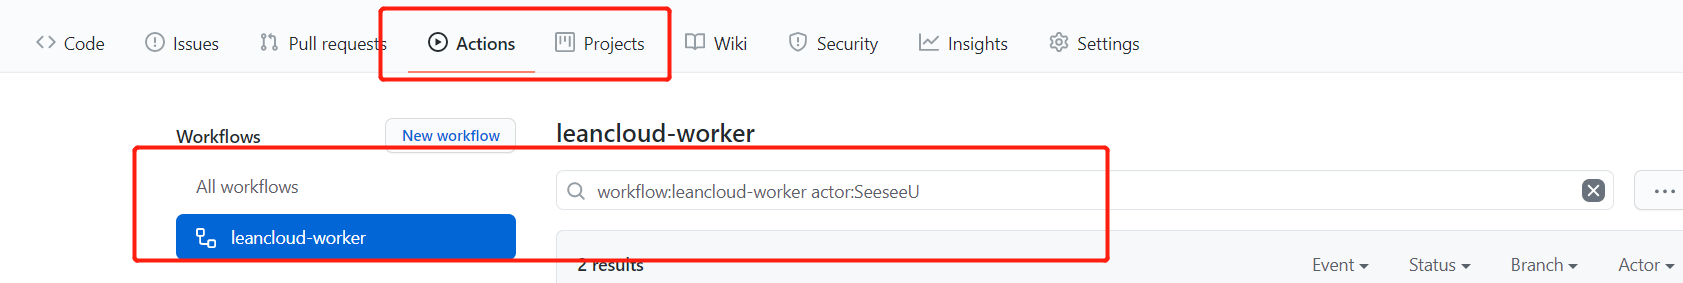 Code Issues Pull requests Actions Projects Wiki Security Insights Settings
Workflows New workflow leancloud-worker
All workflows workflow:leancloud-worker actor:SeeseeU
leancloud-worker
2 results Event Status Branch Actor